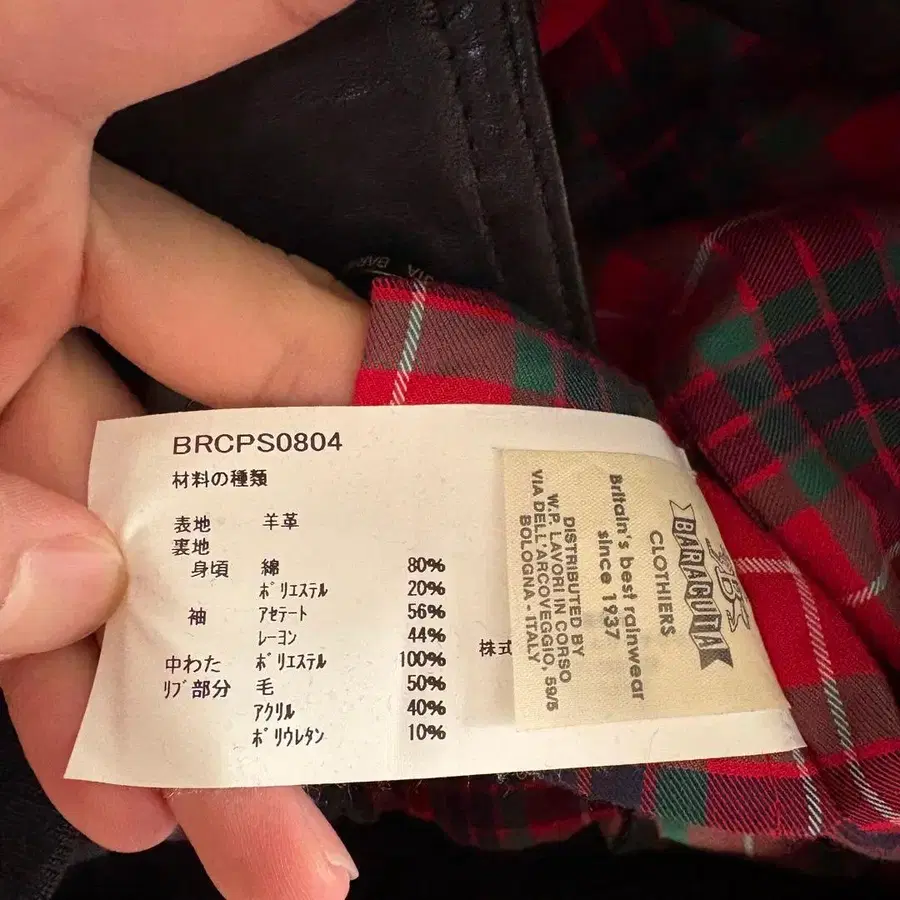 BRCPS0804
材料の種類
表地 羊革
裏地
身頃 綿 80%
ポリエステル 20%
袖 アセテート 56%
レーヨン 44%
中わた ポリエステル 100%
リブ部分 毛 50%
アクリル 40%
ポリウレタン 10%
株式
BARACUTA
CLOTHIERS
Britain's best rainwear
since 1937
DISTRIBUTED BY
W.P. LAVORI IN CORSO
VIA DELL'ARCOVEGGIO, 59/5
BOLOGNA - ITALY